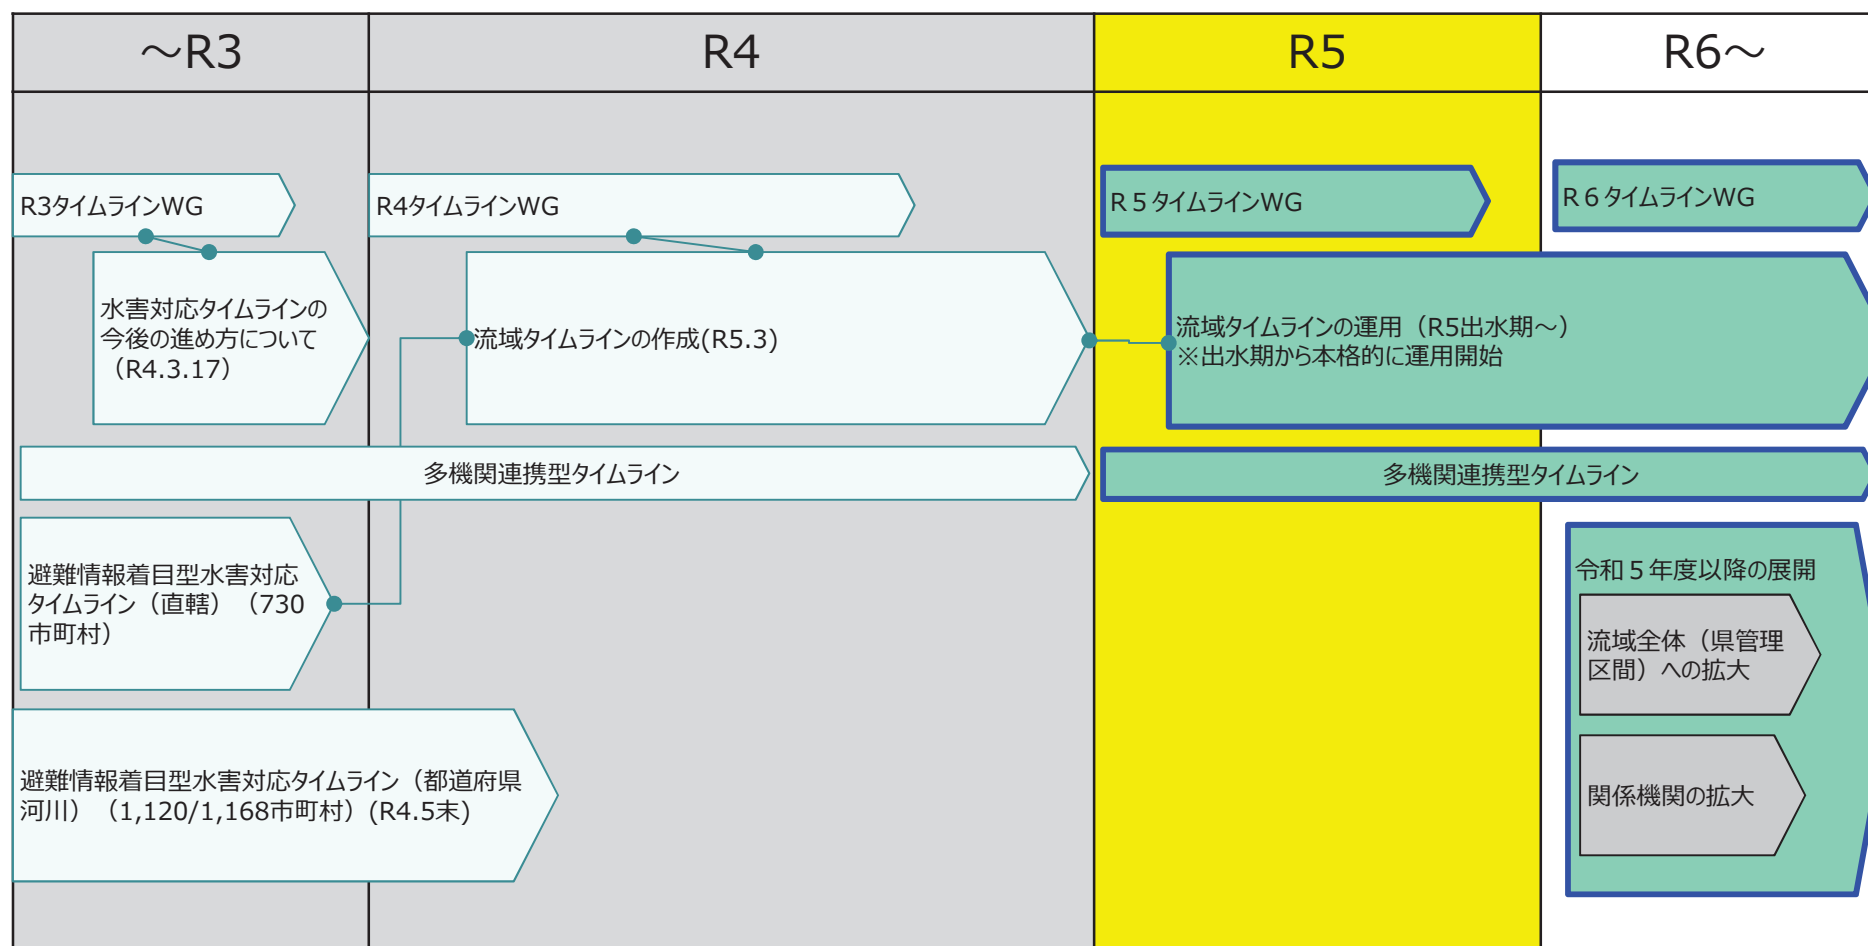 ～R3
R4
R5
R6～
R3タイムラインWG
R4タイムラインWG
R５タイムラインWG
R６タイムラインWG
水害対応タイムラインの
今後の進め方について
（R4.3.17）
流域タイムラインの作成(R5.3)
流域タイムラインの運用（R5出水期～）
※出水期から本格的に運用開始
多機関連携型タイムライン
多機関連携型タイムライン
避難情報着目型水害対応
タイムライン（直轄）（730
市町村）
令和５年度以降の展開
流域全体（県管理
区間）への拡大
関係機関の拡大
避難情報着目型水害対応タイムライン（都道府県
河川）（1,120/1,168市町村）(R4.5末)